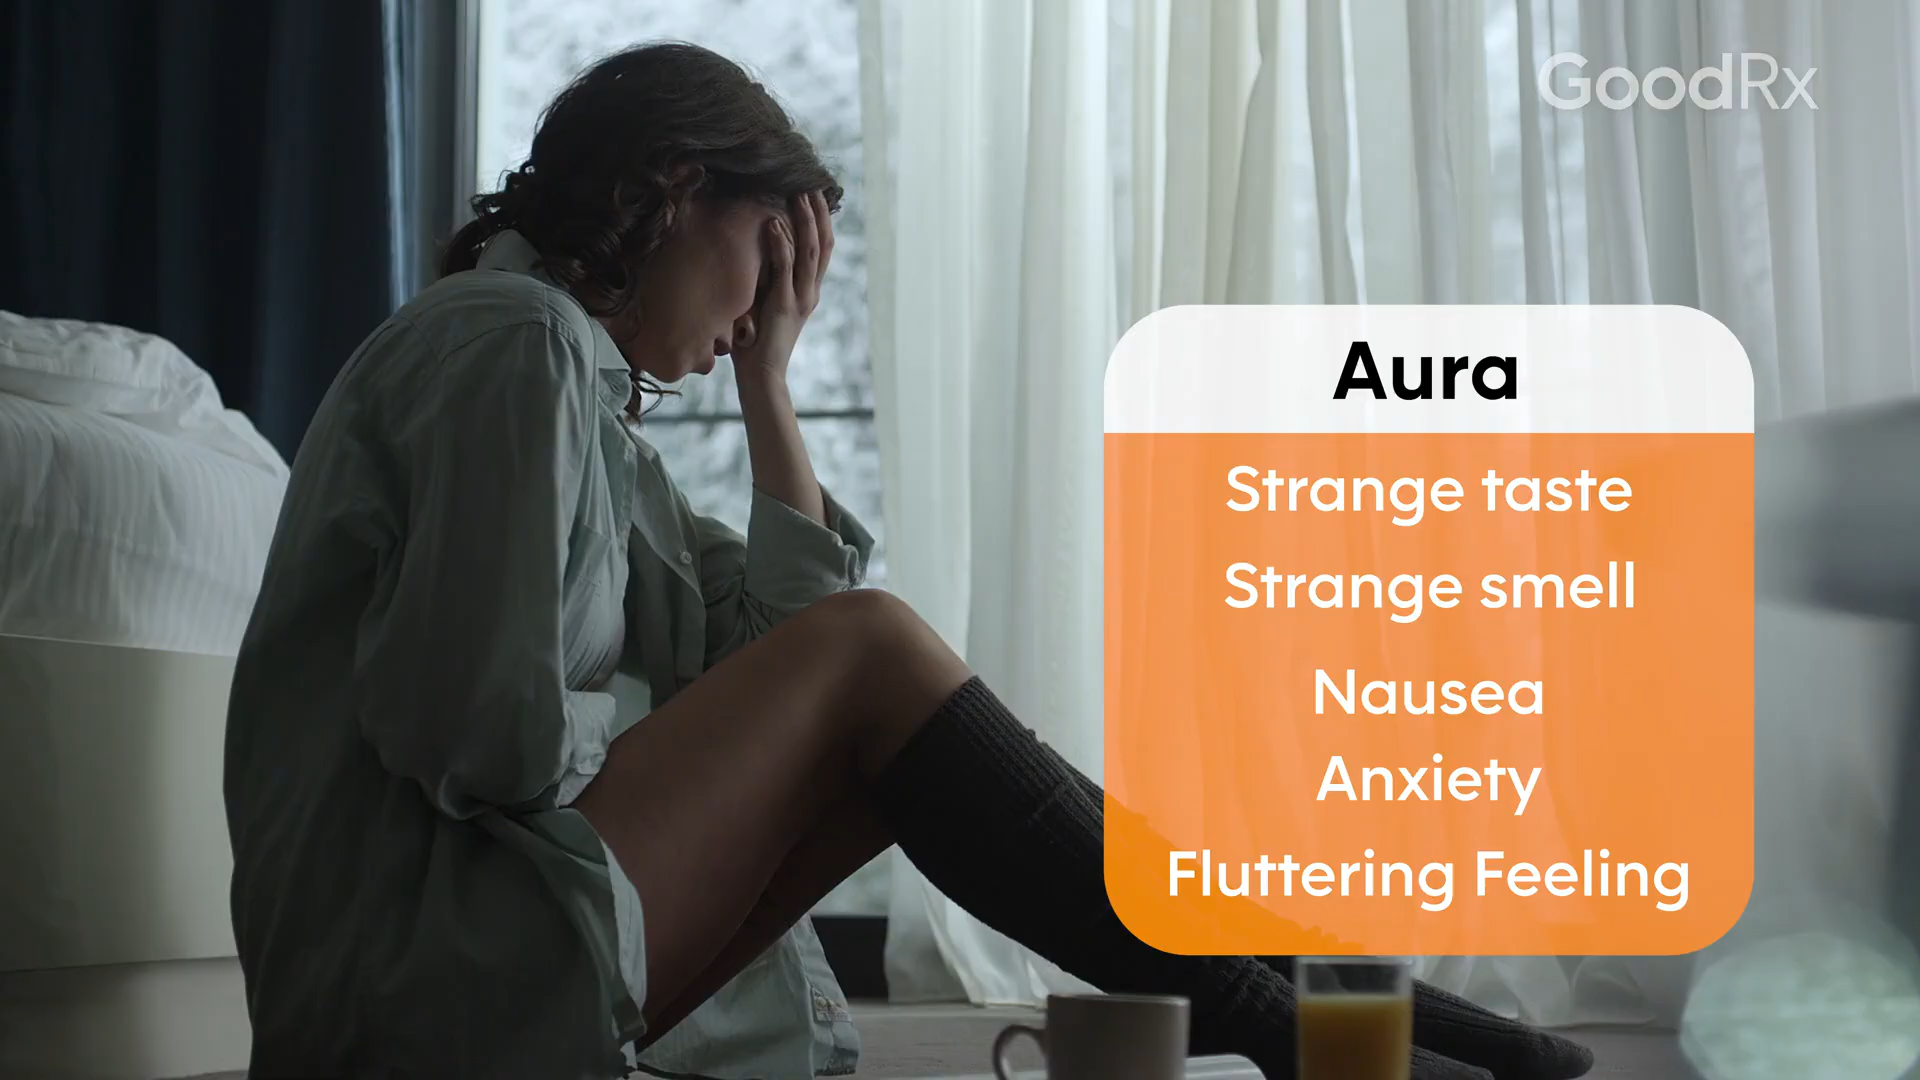 GoodRx
Aura
Strange taste
Strange smell
Nausea
Anxiety
Fluttering Feeling